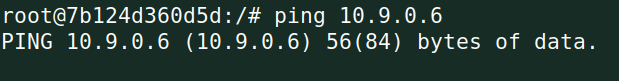 root@7b124d360d5d:/# ping 10.9.0.6
PING 10.9.0.6 (10.9.0.6) 56(84) bytes of data.